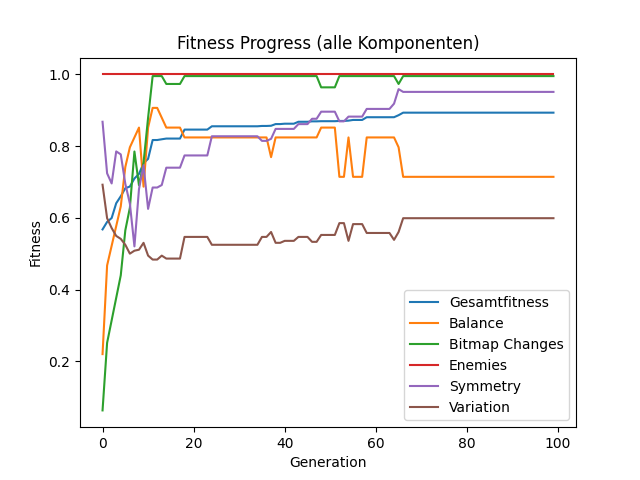 Fitness Progress (alle Komponenten)
1.0
0.8
0.6
0.4
0.2
Fitness
0
20
40
60
80
100
Generation
Gesamtfitness
Balance
Bitmap Changes
Enemies
Symmetry
Variation